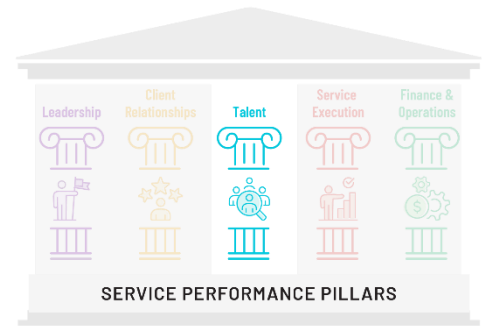 Leadership
Client
Relationships
Talent
Service
Execution
Finance &
Operations
$
SERVICE PERFORMANCE PILLARS